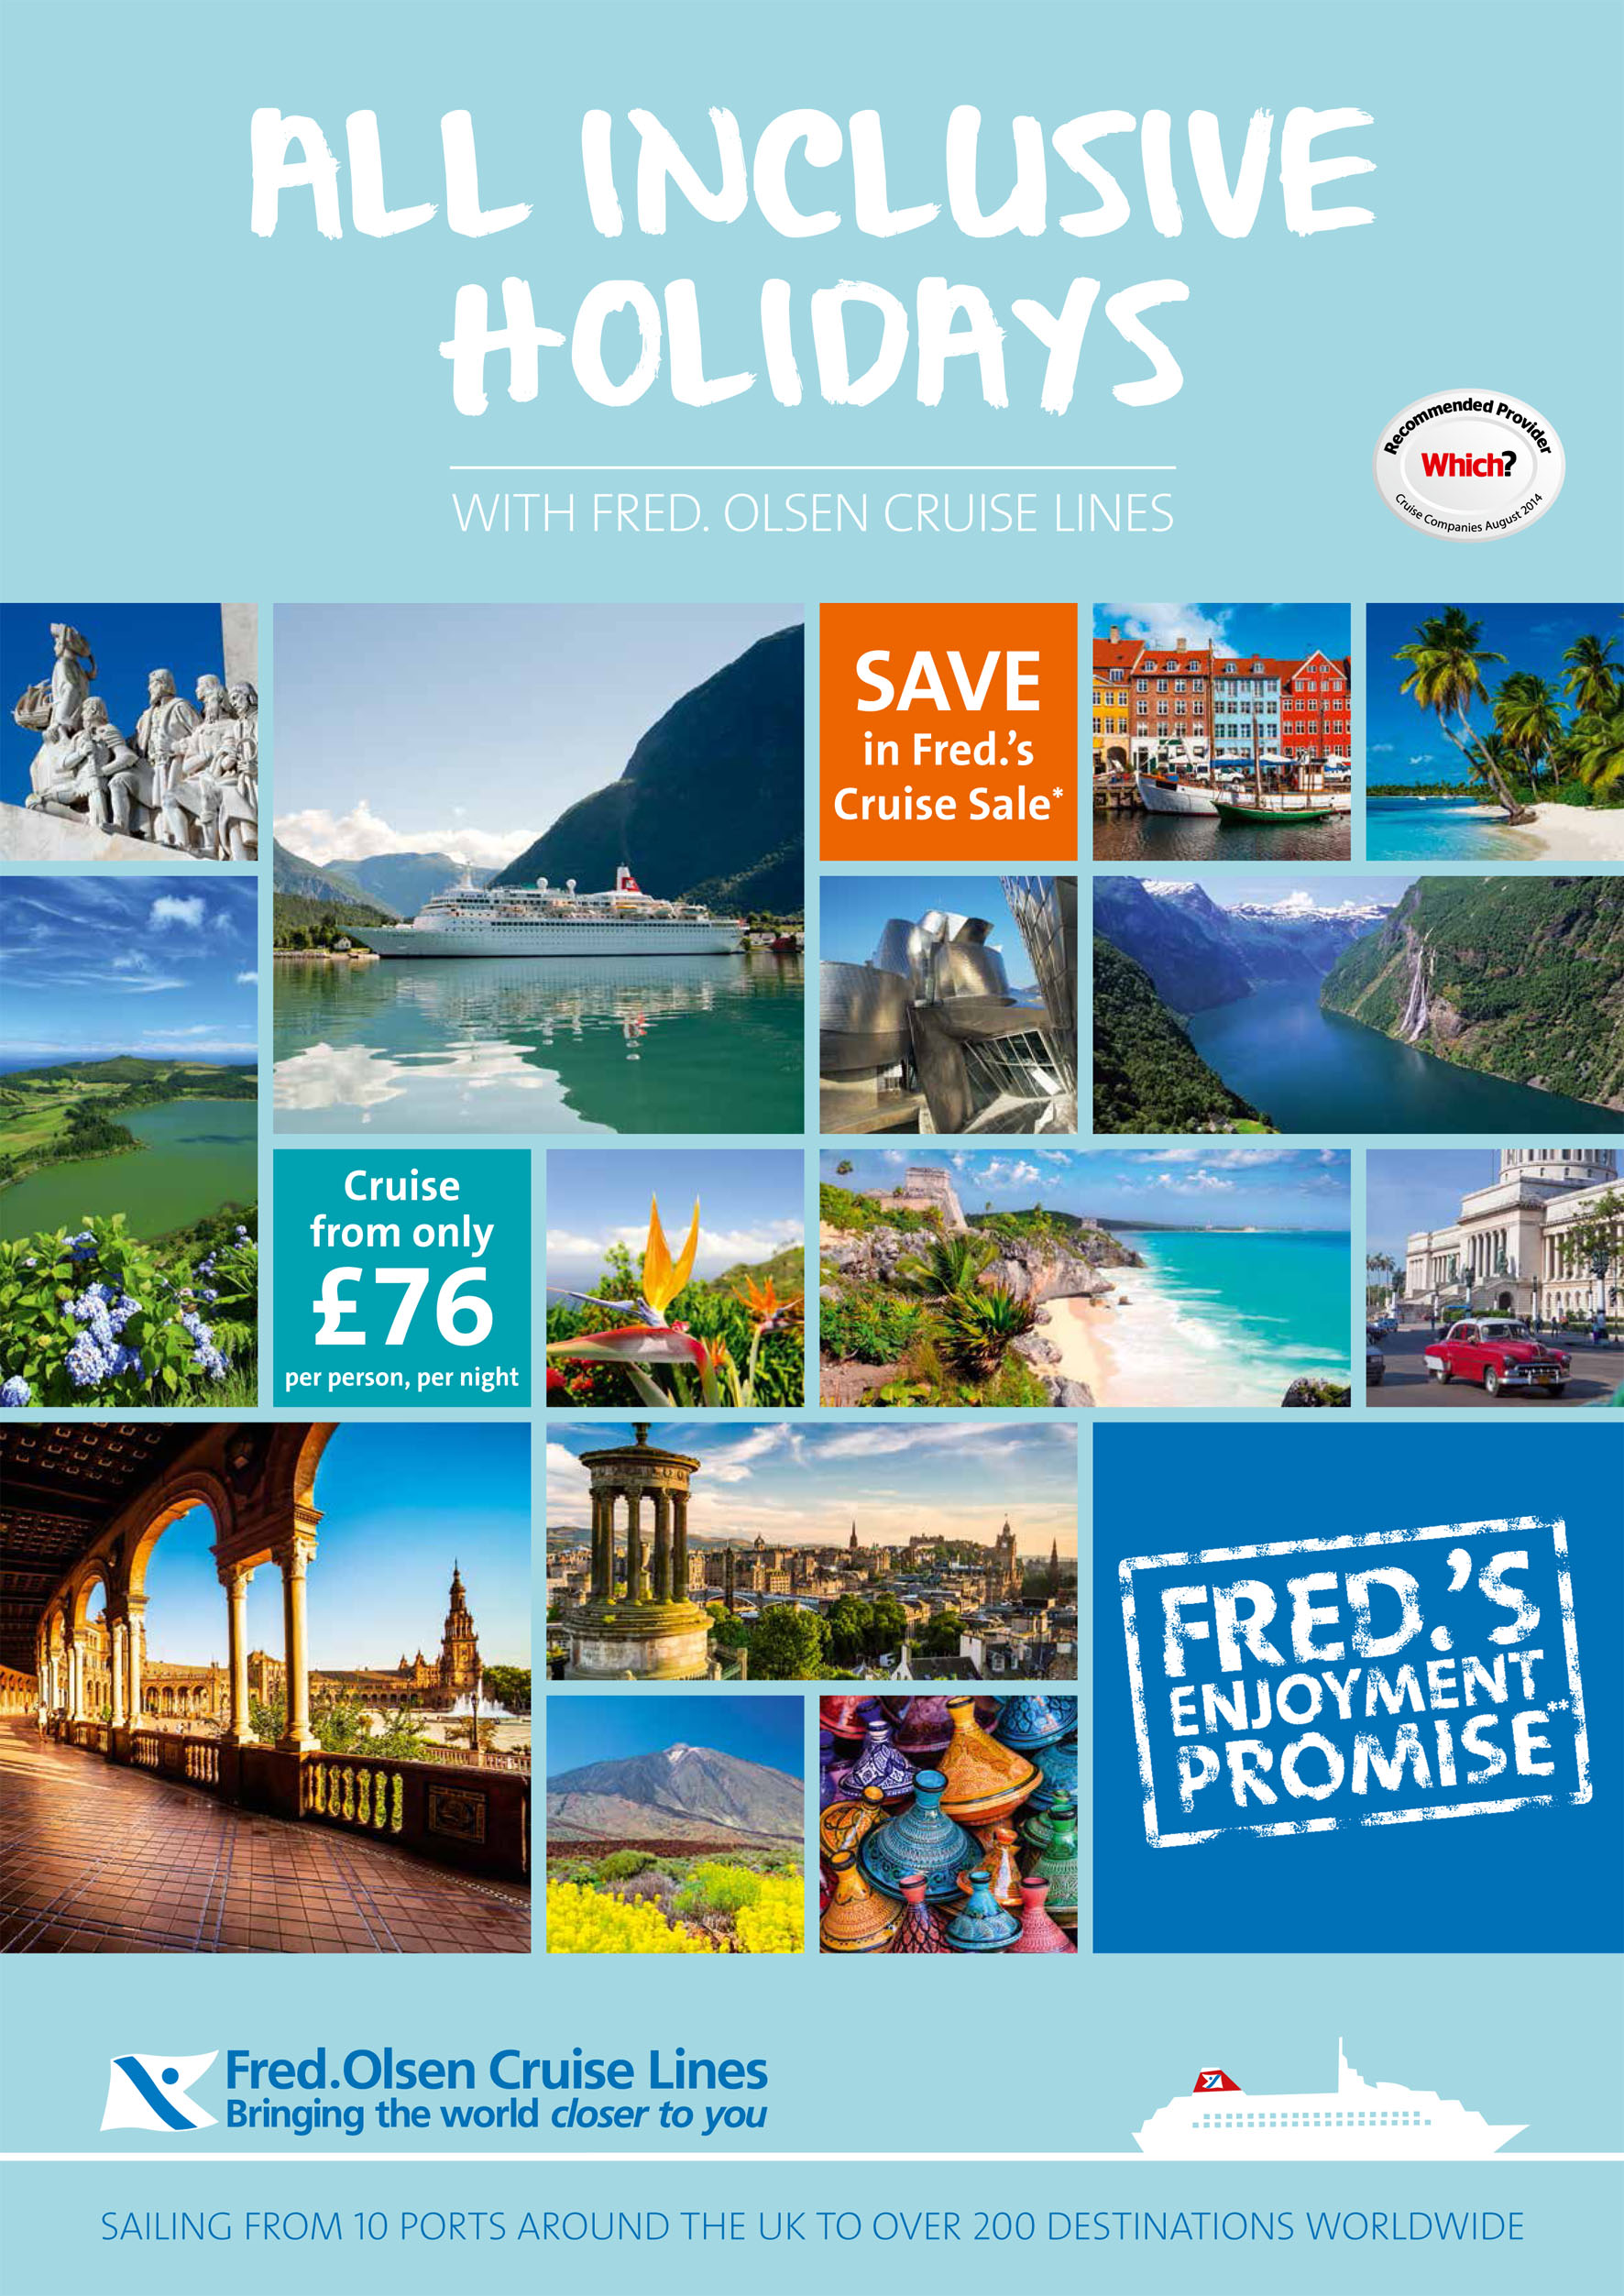 ALL INCLUSIVE
HOLIDAYS
WITH FRED. OLSEN CRUISE LINES
Recommended Provider
Which?
Cruise Companies August 2014
SAVE
in Fred.'s
Cruise Sale*
Cruise
from only
£76
per person, per night
FRED.'S
ENJOYMENT
PROMISE**
Fred.Olsen Cruise Lines
Bringing the world closer to you
SAILING FROM 10 PORTS AROUND THE UK TO OVER 200 DESTINATIONS WORLDWIDE